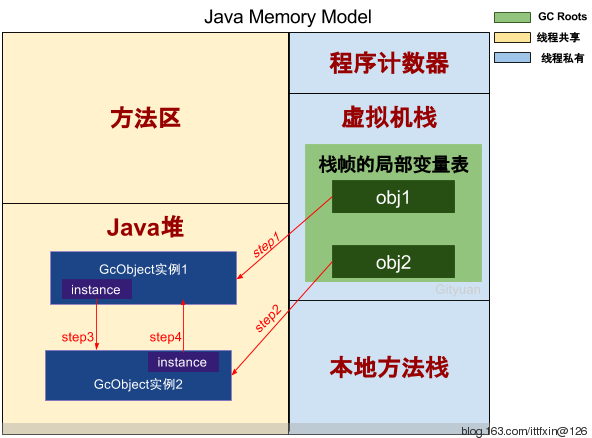 Java Memory Model
GC Roots
线程共享
线程私有
方法区
程序计数器
虚拟机栈
栈帧的局部变量表
obj1
obj2
Gityuan
Java堆
step1
GcObject实例1
instance
step2
step3
step4
instance
GcObject实例2
本地方法栈
blog.163.com/ittfxin@126